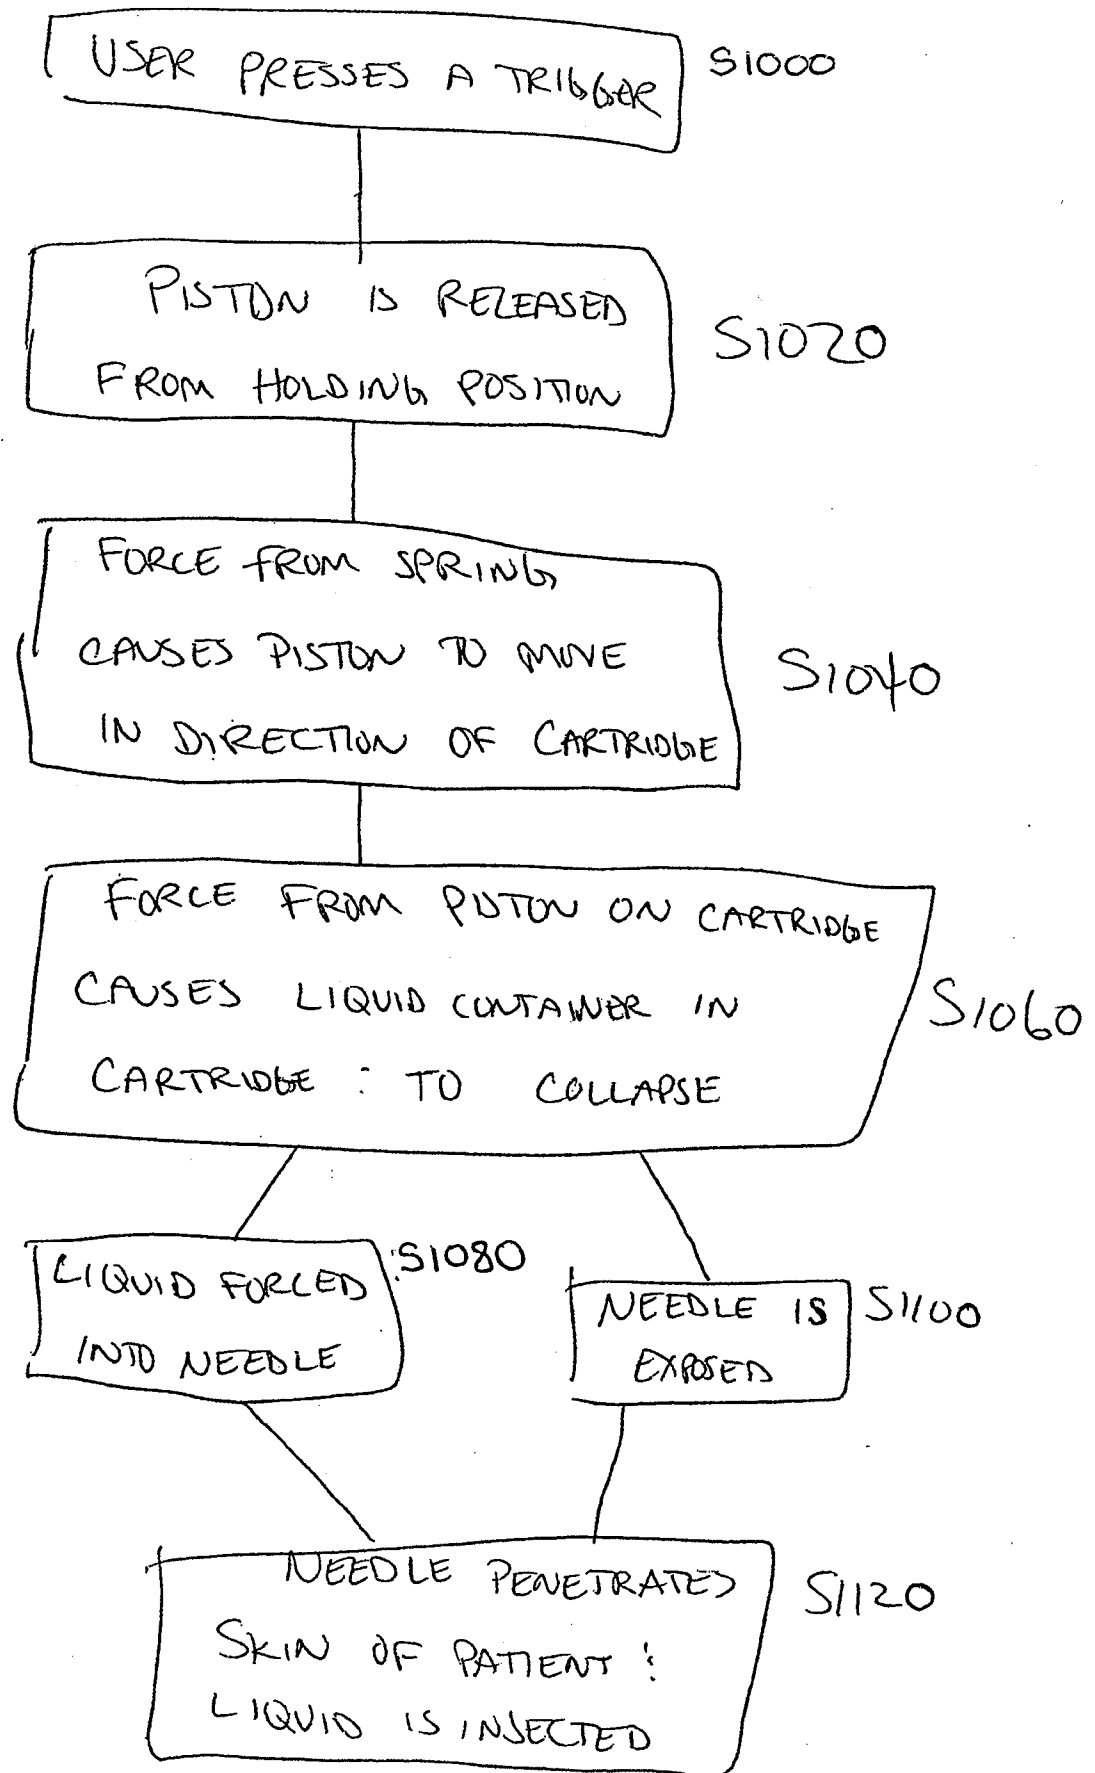 USER PRESSES A TRIGGER
S1000
PISTON IS RELEASED
FROM HOLDING POSITION
S1020
FORCE FROM SPRING
CAUSES PISTON TO MOVE
IN DIRECTION OF CARTRIDGE
S1040
FORCE FROM PISTON ON CARTRIDGE
CAUSES LIQUID CONTAINER IN
CARTRIDGE : TO COLLAPSE
S1060
LIQUID FORCED
INTO NEEDLE
S1080
NEEDLE IS
EXPOSED
S1100
NEEDLE PENETRATES
SKIN OF PATIENT :
LIQUID IS INJECTED
S1120